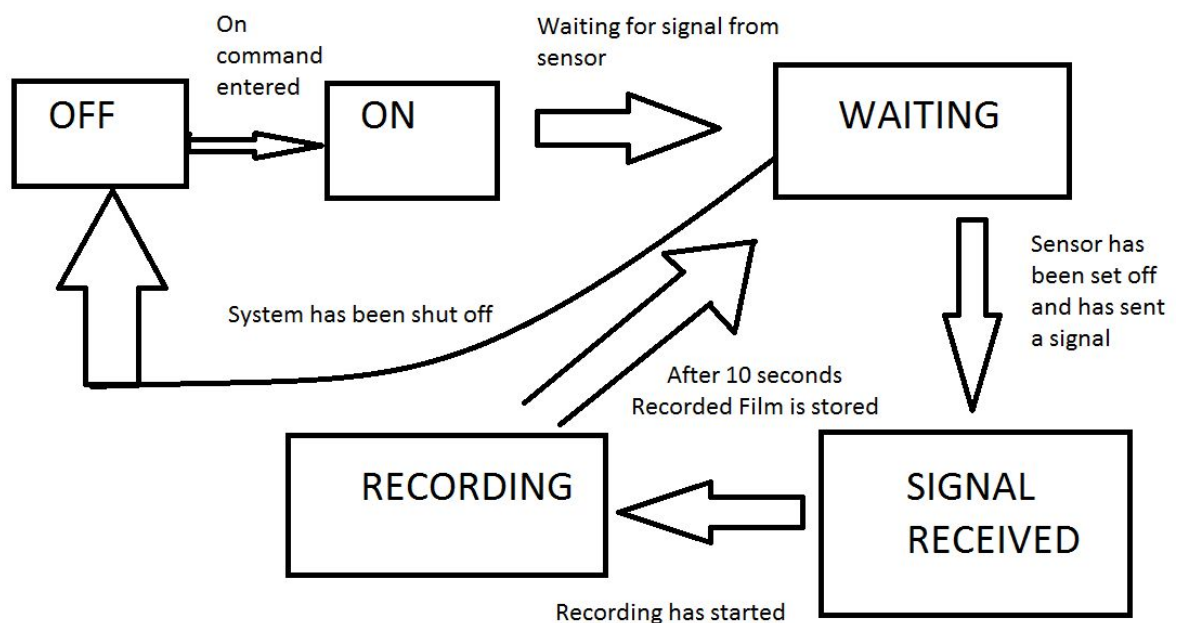 On
command
entered
Waiting for signal from
sensor
OFF
ON
WAITING
Sensor has
been set off
and has sent
a signal
System has been shut off
After 10 seconds
Recorded Film is stored
RECORDING
SIGNAL
RECEIVED
Recording has started